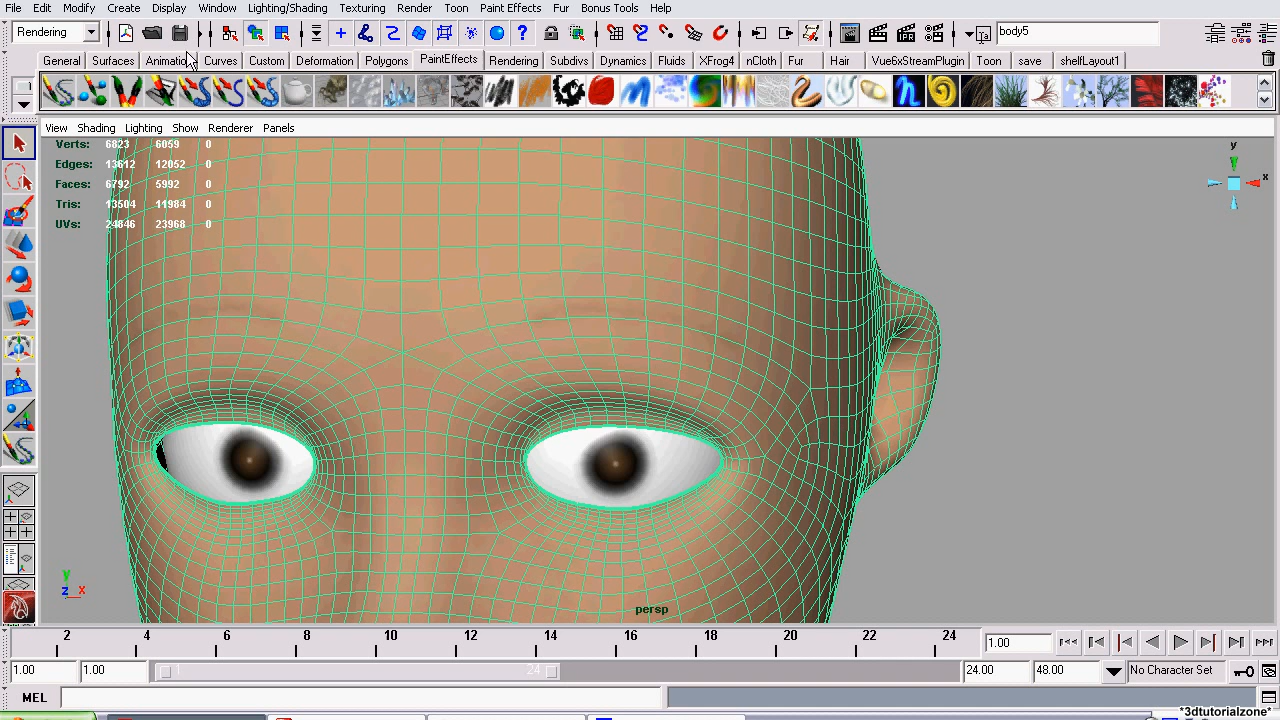 File Edit Modify Create Display Window Lighting/Shading Texturing Render Toon Paint Effects Fur Bonus Tools Help
Rendering body5
General Surfaces Animation Curves Custom Deformation Polygons PaintEffects Rendering Subdivs Dynamics Fluids XFrog4 nCloth Fur Hair Vue6xStreamPlugin Toon save shelfLayout1
View Shading Lighting Show Renderer Panels
Verts: 6823 6059 0
Edges: 13612 12052 0
Faces: 6792 5992 0
Tris: 13504 11984 0
UVs: 24846 23968 0
y
x
y
z x
persp
2 4 6 8 10 12 14 16 18 20 22 24 1.00
1.00 1.00 1 24 24.00 48.00 No Character Set
MEL
*3dtutorialzone*